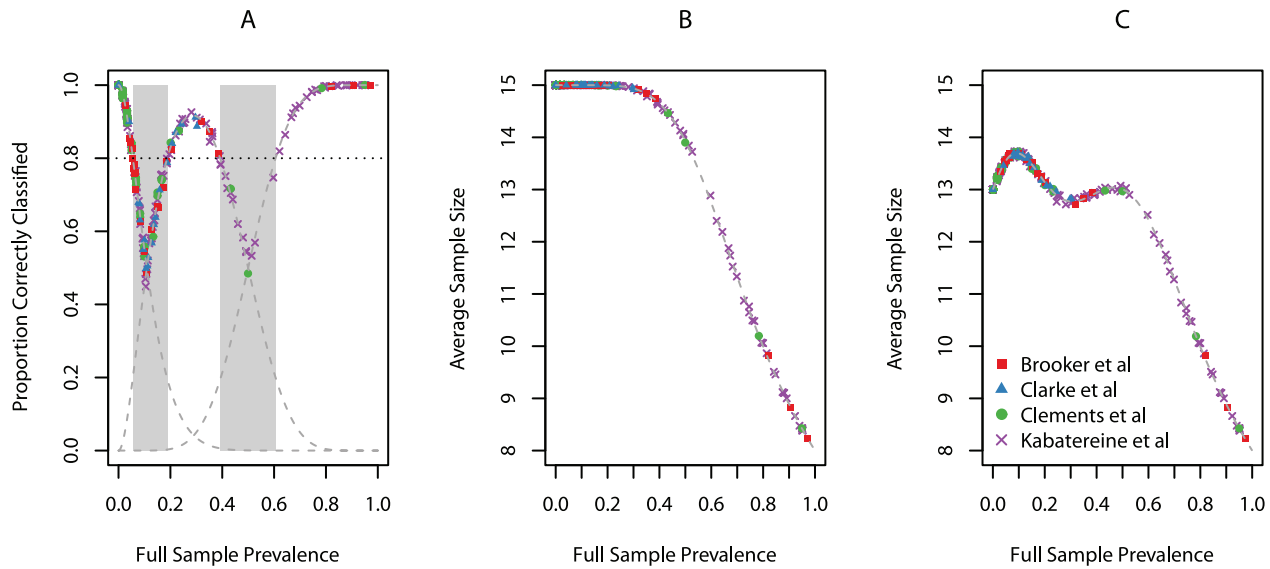 A
B
C
Proportion Correctly Classified
1.0
0.8
0.6
0.4
0.2
0.0
0.0 0.2 0.4 0.6 0.8 1.0
Full Sample Prevalence
Average Sample Size
15
14
13
12
11
10
9
8
0.0 0.2 0.4 0.6 0.8 1.0
Full Sample Prevalence
Average Sample Size
15
14
13
12
11
10
9
8
Brooker et al
Clarke et al
Clements et al
Kabatereine et al
0.0 0.2 0.4 0.6 0.8 1.0
Full Sample Prevalence